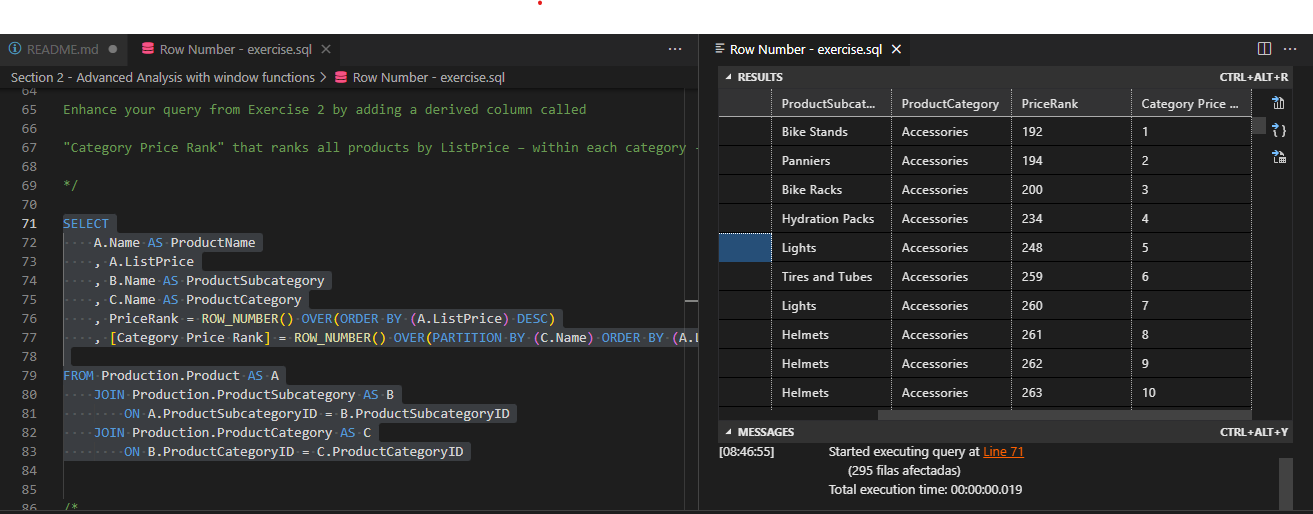 README.md
Row Number - exercise.sql
Section 2 - Advanced Analysis with window functions > Row Number - exercise.sql
64
65 Enhance your query from Exercise 2 by adding a derived column called
66
67 "Category Price Rank" that ranks all products by ListPrice – within each category -
68
69 */
70
71 SELECT
72 A.Name AS ProductName
73 , A.ListPrice
74 , B.Name AS ProductSubcategory
75 , C.Name AS ProductCategory
76 , PriceRank = ROW_NUMBER() OVER(ORDER BY (A.ListPrice) DESC)
77 , [Category Price Rank] = ROW_NUMBER() OVER(PARTITION BY (C.Name) ORDER BY (A.L
78
79 FROM Production.Product AS A
80 JOIN Production.ProductSubcategory AS B
81 ON A.ProductSubcategoryID = B.ProductSubcategoryID
82 JOIN Production.ProductCategory AS C
83 ON B.ProductCategoryID = C.ProductCategoryID
84
85
86 /*
Row Number - exercise.sql
RESULTS CTRL+ALT+R
ProductSubcat... ProductCategory PriceRank Category Price ...
Bike Stands Accessories 192 1
Panniers Accessories 194 2
Bike Racks Accessories 200 3
Hydration Packs Accessories 234 4
Lights Accessories 248 5
Tires and Tubes Accessories 259 6
Lights Accessories 260 7
Helmets Accessories 261 8
Helmets Accessories 262 9
Helmets Accessories 263 10
MESSAGES CTRL+ALT+Y
[08:46:55] Started executing query at Line 71
(295 filas afectadas)
Total execution time: 00:00:00.019